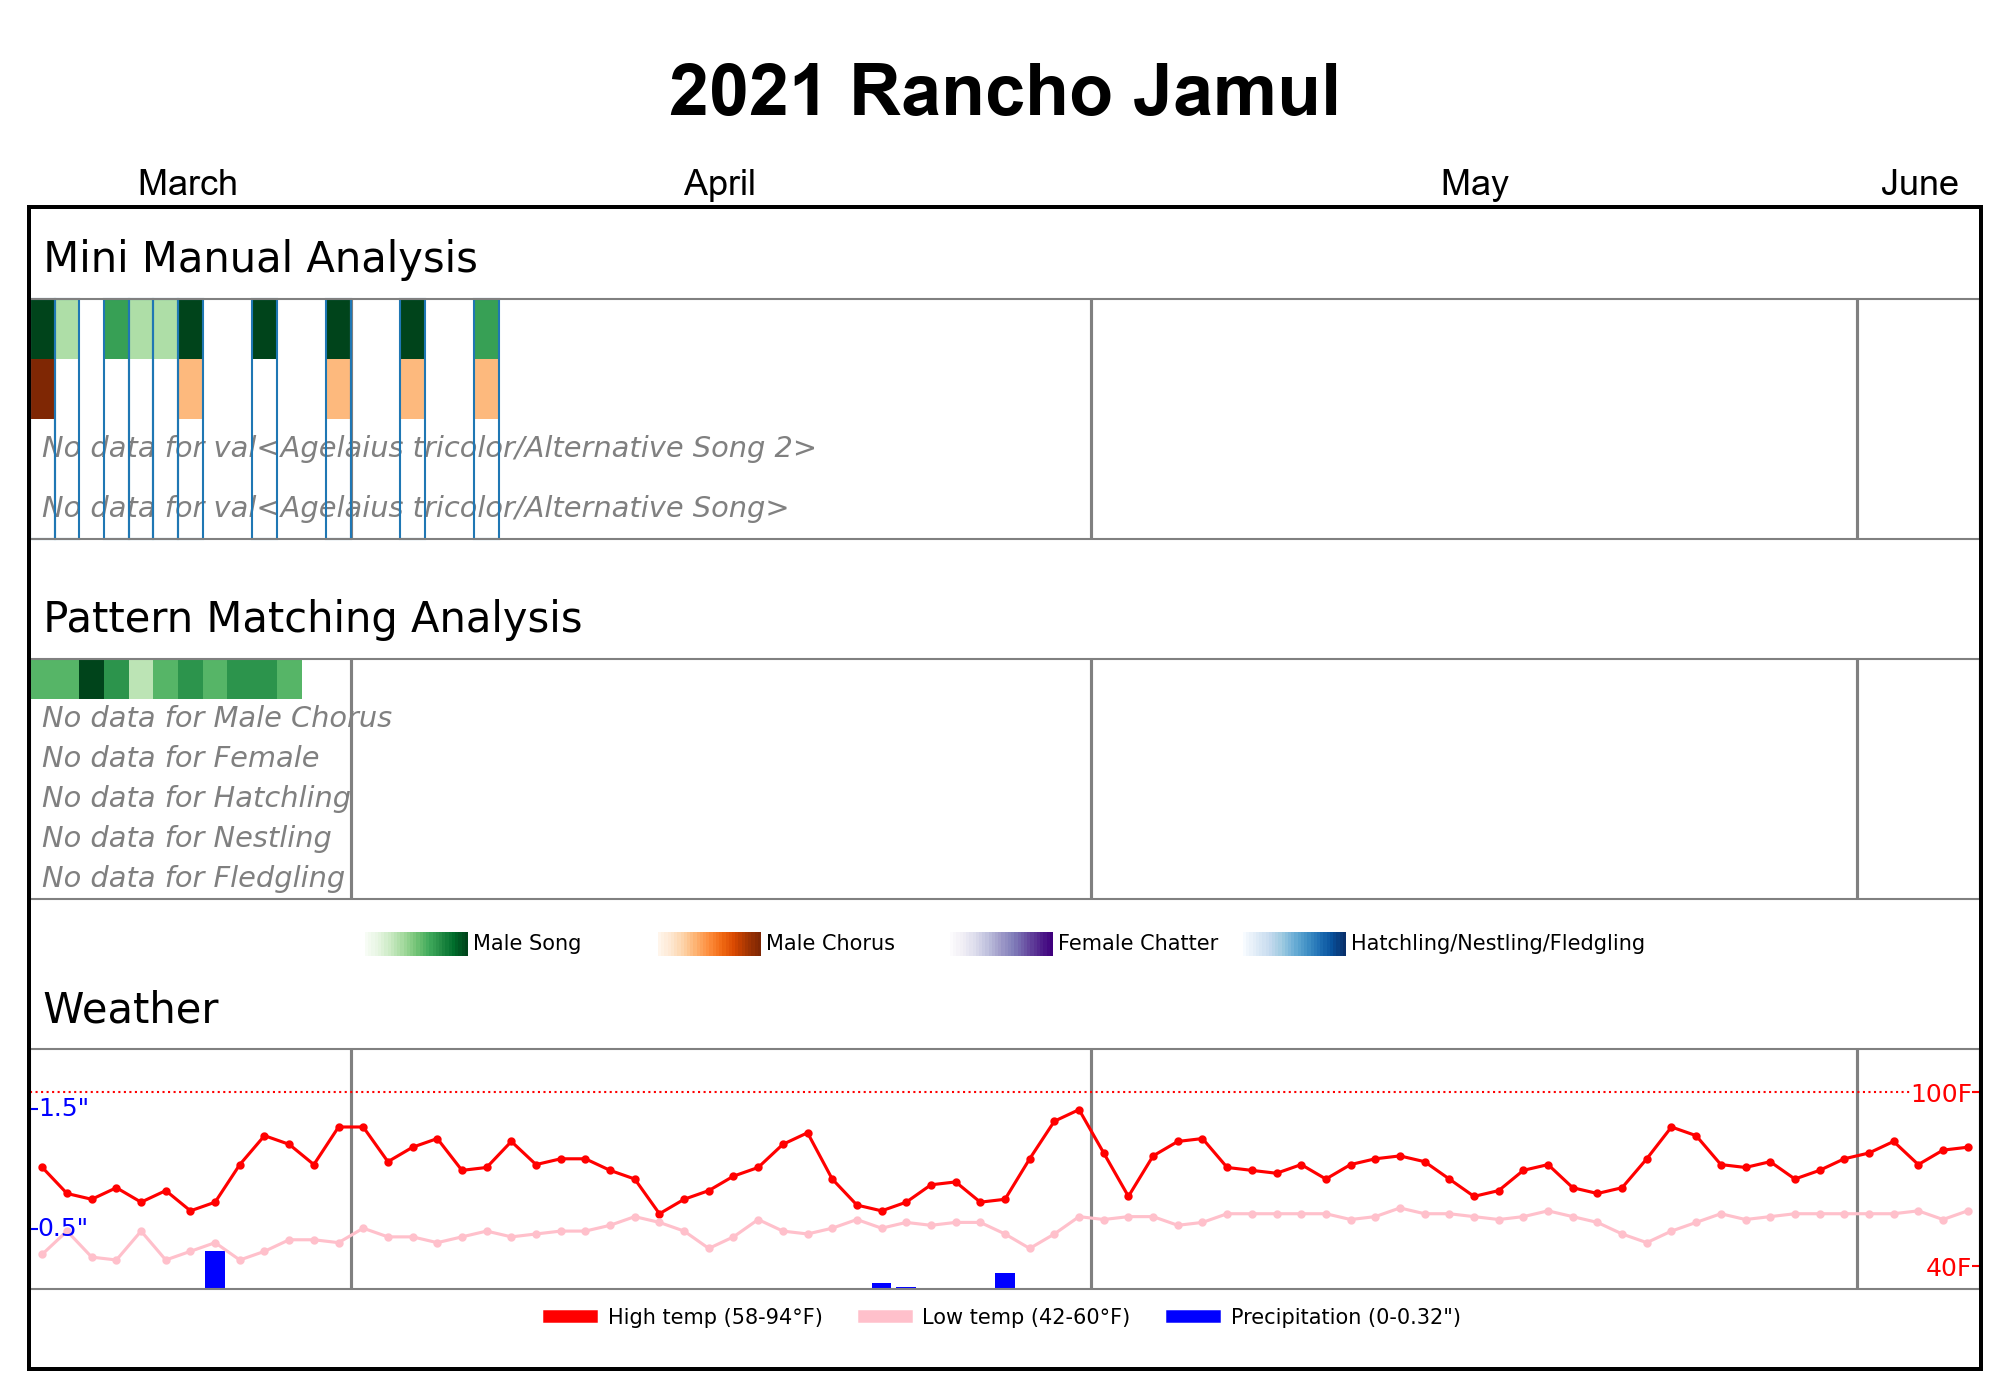 2021 Rancho Jamul
March April May June
Mini Manual Analysis
No data for val<Agelaius tricolor/Alternative Song 2>
No data for val<Agelaius tricolor/Alternative Song>
Pattern Matching Analysis
No data for Male Chorus
No data for Female
No data for Hatchling
No data for Nestling
No data for Fledgling
Male Song Male Chorus Female Chatter Hatchling/Nestling/Fledgling
Weather
100F
1.5"
0.5"
40F
High temp (58-94°F) Low temp (42-60°F) Precipitation (0-0.32")